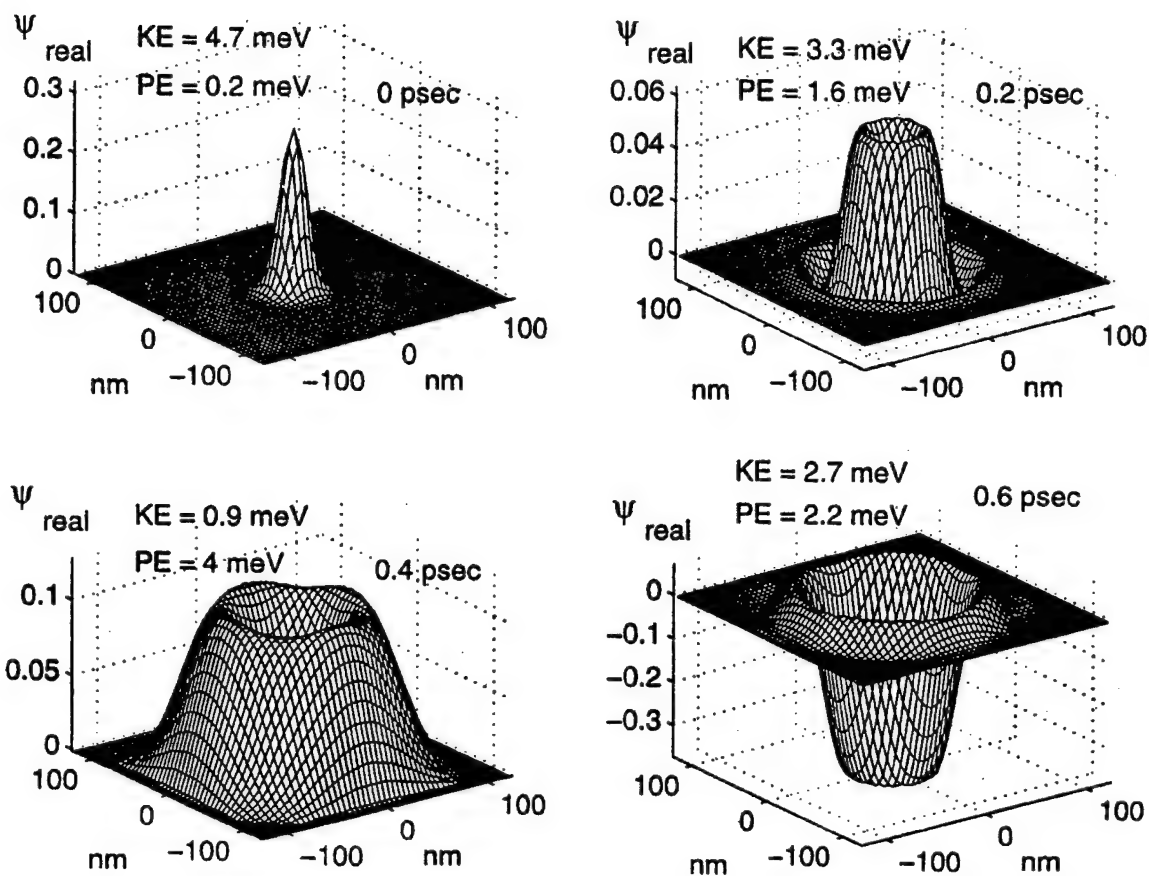 ψ real
KE = 4.7 meV
PE = 0.2 meV
0 psec
0.3
0.2
0.1
0
100
0
−100
nm
−100
0
100
nm
ψ real
KE = 3.3 meV
PE = 1.6 meV
0.2 psec
0.06
0.04
0.02
0
100
0
−100
nm
−100
0
100
nm
ψ real
KE = 0.9 meV
PE = 4 meV
0.4 psec
0.1
0.05
0
100
0
−100
nm
−100
0
100
nm
KE = 2.7 meV
ψ real
PE = 2.2 meV
0.6 psec
0
−0.1
−0.2
−0.3
100
0
−100
nm
−100
0
100
nm